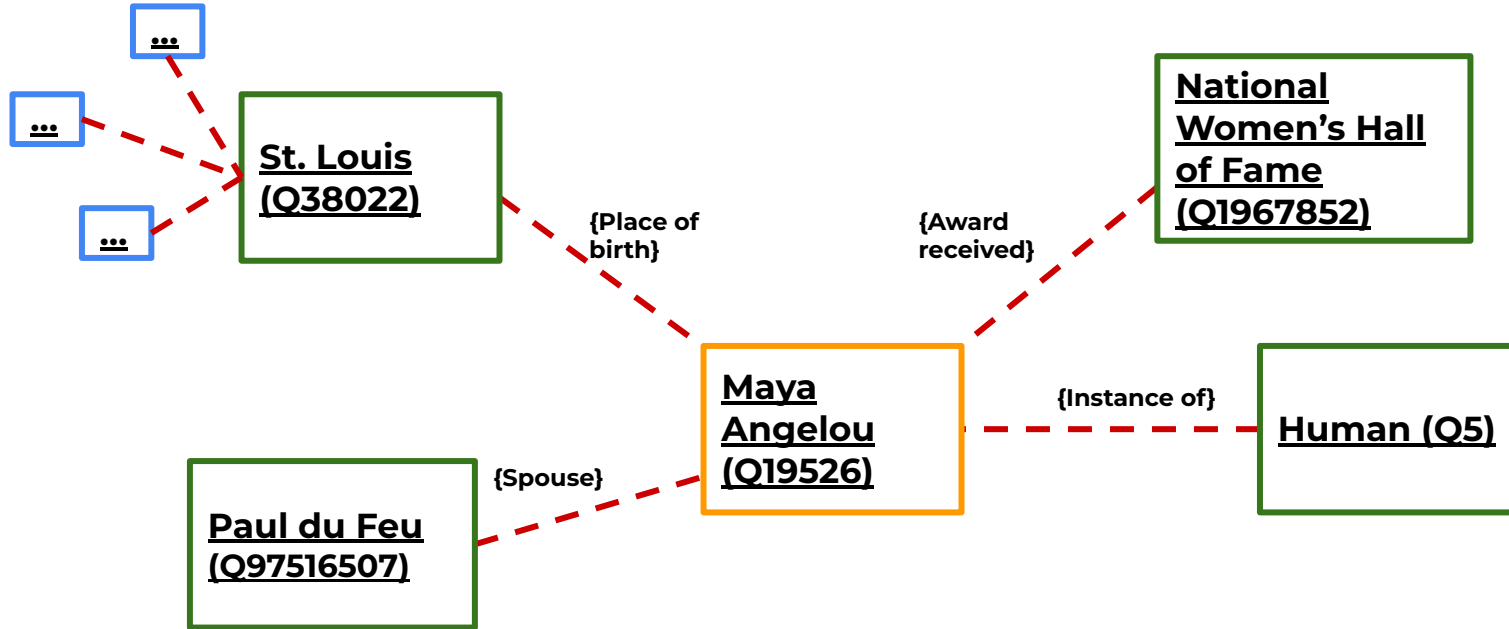 ...
...
...
St. Louis
(Q38022)
{Place of
birth}
{Award
received}
National
Women’s Hall
of Fame
(Q1967852)
Maya
Angelou
(Q19526)
{Instance of}
Human (Q5)
{Spouse}
Paul du Feu
(Q97516507)